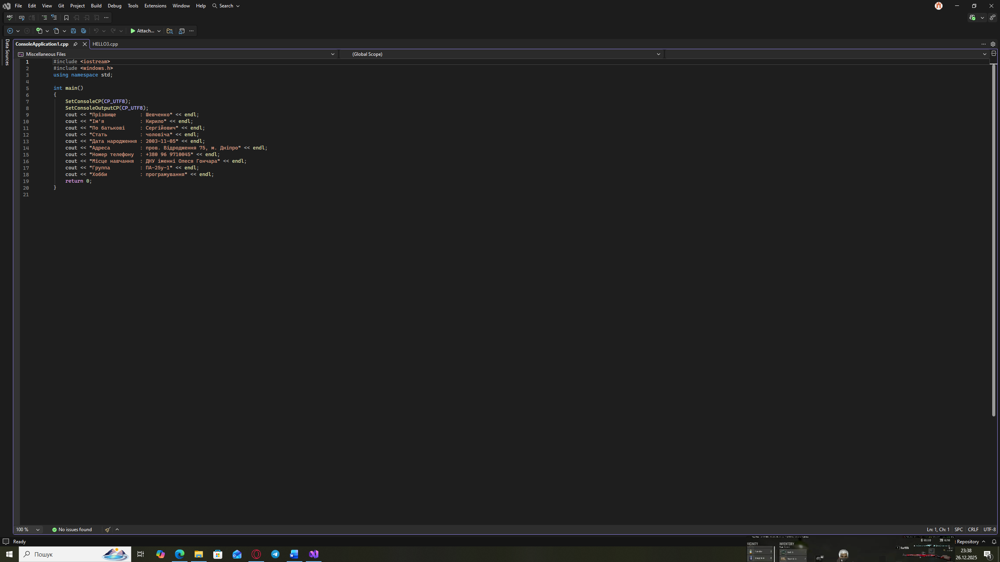 File Edit View Git Project Build Debug Tools Extensions Window Help Search
ABC
Attach...
Data Sources
ConsoleApplication1.cpp HELLO3.cpp
Miscellaneous Files (Global Scope)
1 #include <iostream>
2 #include <windows.h>
3 using namespace std;
4
5 int main()
6 {
7 SetConsoleCP(CP_UTF8);
8 SetConsoleOutputCP(CP_UTF8);
9 cout << "Прізвище : Шевченко" << endl;
10 cout << "Ім'я : Кирило" << endl;
11 cout << "По батькові : Сергійович" << endl;
12 cout << "Стать : чоловіча" << endl;
13 cout << "Дата народження : 2003-11-05" << endl;
14 cout << "Адреса : пров. Відродження 75, м. Дніпро" << endl;
15 cout << "Номер телефону : +380 96 9710045" << endl;
16 cout << "Місце навчання : ДНУ іменні Олеся Гончара" << endl;
17 cout << "Группа : ПА-25у-1" << endl;
18 cout << "Хобби : програмування" << endl;
19 return 0;
20 }
21
100 % No issues found Ln: 1, Ch: 1 SPC CRLF UTF-8
Ready t Repository
VICINITY INVENTORY 6 KILLED 28 ALIVE
Painkiller
Energy Drink
Kar98k
Пошук
23:38
26.12.2025
1